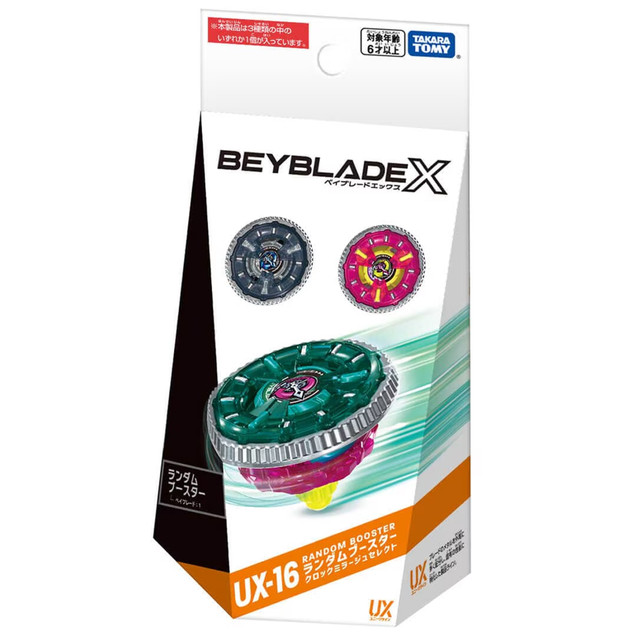 ※本製品は3種類の中の
いずれか1個が入っています。
対象年齢
6才以上
TAKARA
TOMY
BEYBLADE X
ベイブレードエックス
ランダム
ブースター
RANDOM BOOSTER
UX-16 ランダムブースター
クロックミラージュセレクト
UX
UX